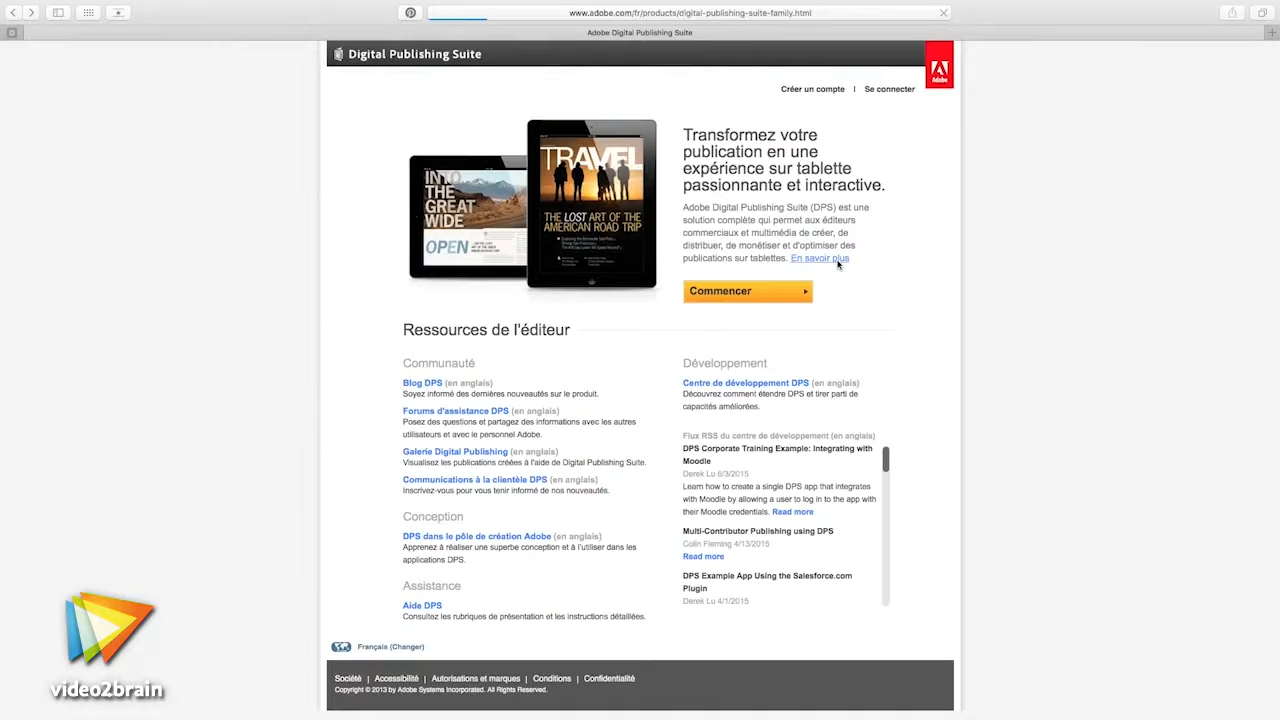 www.adobe.com/fr/products/digital-publishing-suite-family.html
Adobe Digital Publishing Suite
Digital Publishing Suite
Adobe
Créer un compte | Se connecter
INTO
THE
GREAT
WIDE
OPEN
TRAVEL
THE LOST ART OF THE
AMERICAN ROAD TRIP
Transformez votre
publication en une
expérience sur tablette
passionnante et interactive.
Adobe Digital Publishing Suite (DPS) est une
solution complète qui permet aux éditeurs
commerciaux et multimédia de créer, de
distribuer, de monétiser et d'optimiser des
publications sur tablettes. En savoir plus
Commencer
Ressources de l'éditeur
Communauté
Blog DPS (en anglais)
Soyez informé des dernières nouveautés sur le produit.
Forums d'assistance DPS (en anglais)
Posez des questions et partagez des informations avec les autres
utilisateurs et avec le personnel Adobe.
Galerie Digital Publishing (en anglais)
Visualisez les publications créées à l'aide de Digital Publishing Suite.
Communications à la clientèle DPS (en anglais)
Inscrivez-vous pour vous tenir informé de nos nouveautés.
Conception
DPS dans le pôle de création Adobe (en anglais)
Apprenez à réaliser une superbe conception et à l'utiliser dans les
applications DPS.
Assistance
Aide DPS
Consultez les rubriques de présentation et les instructions détaillées.
Développement
Centre de développement DPS (en anglais)
Découvrez comment étendre DPS et tirer parti de
capacités améliorées.
Flux RSS du centre de développement (en anglais)
DPS Corporate Training Example: Integrating with
Moodle
Derek Lu 6/3/2015
Learn how to create a single DPS app that integrates
with Moodle by allowing a user to log in to the app with
their Moodle credentials. Read more
Multi-Contributor Publishing using DPS
Colin Fleming 4/13/2015
Read more
DPS Example App Using the Salesforce.com
Plugin
Derek Lu 4/1/2015
Français (Changer)
Société | Accessibilité | Autorisations et marques | Conditions | Confidentialité
Copyright © 2013 by Adobe Systems Incorporated. All Rights Reserved.
video2brain